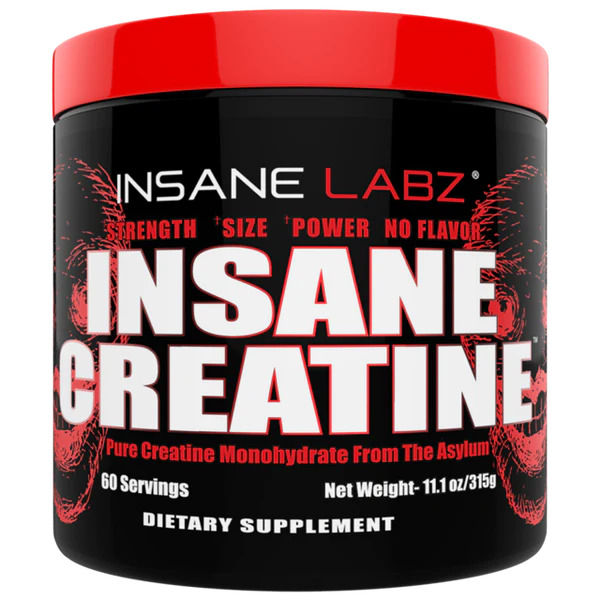 INSANE LABZ®
STRENGTH †SIZE †POWER NO FLAVOR
INSANE
CREATINE™
Pure Creatine Monohydrate From The Asylum
60 Servings Net Weight- 11.1 oz/315g
DIETARY SUPPLEMENT